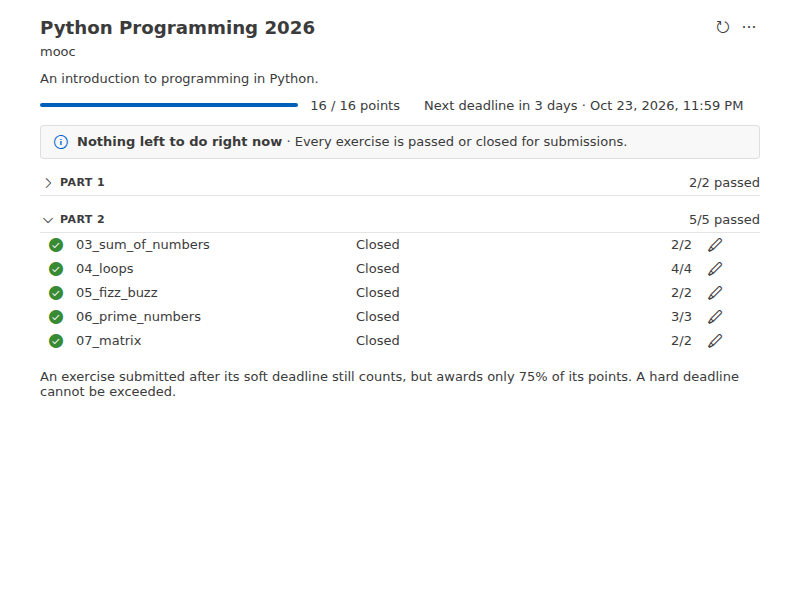 Python Programming 2026
mooc
An introduction to programming in Python.
16 / 16 points Next deadline in 3 days · Oct 23, 2026, 11:59 PM
Nothing left to do right now · Every exercise is passed or closed for submissions.
PART 1 2/2 passed
PART 2 5/5 passed
03_sum_of_numbers Closed 2/2
04_loops Closed 4/4
05_fizz_buzz Closed 2/2
06_prime_numbers Closed 3/3
07_matrix Closed 2/2
An exercise submitted after its soft deadline still counts, but awards only 75% of its points. A hard deadline
cannot be exceeded.